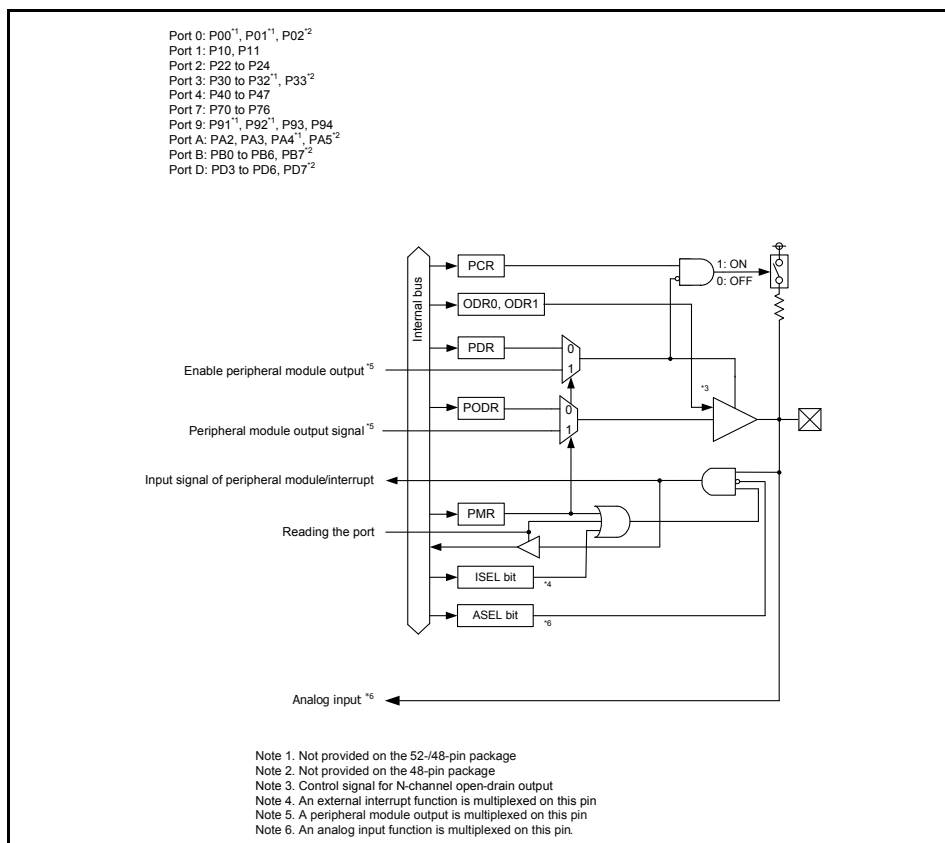 Port 0: P00*1, P01*1, P02*2
Port 1: P10, P11
Port 2: P22 to P24
Port 3: P30 to P32*1, P33*2
Port 4: P40 to P47
Port 7: P70 to P76
Port 9: P91*1, P92*1, P93, P94
Port A: PA2, PA3, PA4*1, PA5*2
Port B: PB0 to PB6, PB7*2
Port D: PD3 to PD6, PD7*2
Internal bus
PCR
1: ON
0: OFF
ODR0, ODR1
PDR
0
1
Enable peripheral module output *5
*3
PODR
0
1
Peripheral module output signal *5
Input signal of peripheral module/interrupt
PMR
Reading the port
ISEL bit
*4
ASEL bit
*6
Analog input *6
Note 1. Not provided on the 52-/48-pin package
Note 2. Not provided on the 48-pin package
Note 3. Control signal for N-channel open-drain output
Note 4. An external interrupt function is multiplexed on this pin
Note 5. A peripheral module output is multiplexed on this pin
Note 6. An analog input function is multiplexed on this pin.